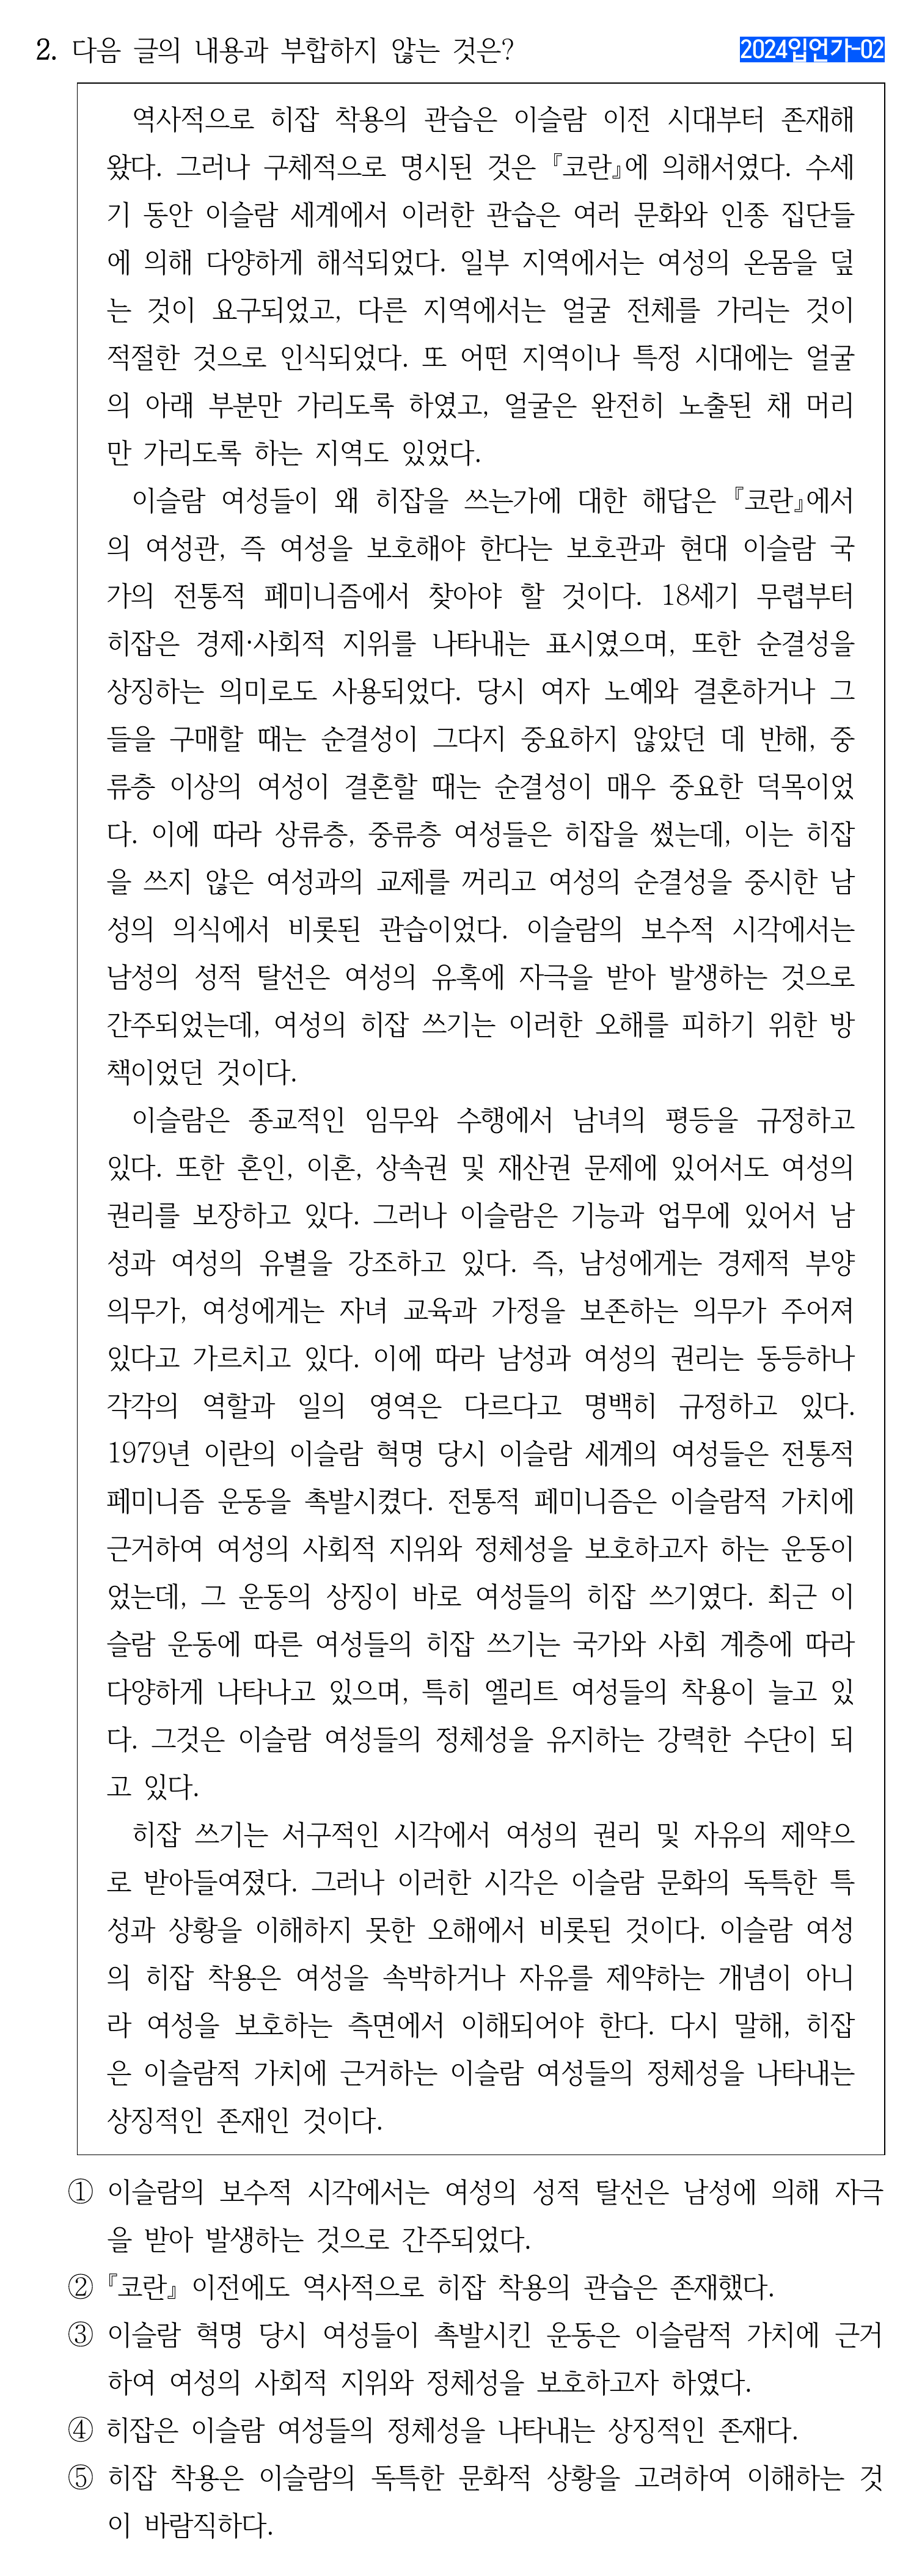 2. 다음 글의 내용과 부합하지 않는 것은?
2024입언가-02
역사적으로 히잡 착용의 관습은 이슬람 이전 시대부터 존재해
왔다. 그러나 구체적으로 명시된 것은 『코란』에 의해서였다. 수세
기 동안 이슬람 세계에서 이러한 관습은 여러 문화와 인종 집단들
에 의해 다양하게 해석되었다. 일부 지역에서는 여성의 온몸을 덮
는 것이 요구되었고, 다른 지역에서는 얼굴 전체를 가리는 것이
적절한 것으로 인식되었다. 또 어떤 지역이나 특정 시대에는 얼굴
의 아래 부분만 가리도록 하였고, 얼굴은 완전히 노출된 채 머리
만 가리도록 하는 지역도 있었다.
이슬람 여성들이 왜 히잡을 쓰는가에 대한 해답은 『코란』에서
의 여성관, 즉 여성을 보호해야 한다는 보호관과 현대 이슬람 국
가의 전통적 페미니즘에서 찾아야 할 것이다. 18세기 무렵부터
히잡은 경제·사회적 지위를 나타내는 표시였으며, 또한 순결성을
상징하는 의미로도 사용되었다. 당시 여자 노예와 결혼하거나 그
들을 구매할 때는 순결성이 그다지 중요하지 않았던 데 반해, 중
류층 이상의 여성이 결혼할 때는 순결성이 매우 중요한 덕목이었
다. 이에 따라 상류층, 중류층 여성들은 히잡을 썼는데, 이는 히잡
을 쓰지 않은 여성과의 교제를 꺼리고 여성의 순결성을 중시한 남
성의 의식에서 비롯된 관습이었다. 이슬람의 보수적 시각에서는
남성의 성적 탈선은 여성의 유혹에 자극을 받아 발생하는 것으로
간주되었는데, 여성의 히잡 쓰기는 이러한 오해를 피하기 위한 방
책이었던 것이다.
이슬람은 종교적인 임무와 수행에서 남녀의 평등을 규정하고
있다. 또한 혼인, 이혼, 상속권 및 재산권 문제에 있어서도 여성의
권리를 보장하고 있다. 그러나 이슬람은 기능과 업무에 있어서 남
성과 여성의 유별을 강조하고 있다. 즉, 남성에게는 경제적 부양
의무가, 여성에게는 자녀 교육과 가정을 보존하는 의무가 주어져
있다고 가르치고 있다. 이에 따라 남성과 여성의 권리는 동등하나
각각의 역할과 일의 영역은 다르다고 명백히 규정하고 있다.
1979년 이란의 이슬람 혁명 당시 이슬람 세계의 여성들은 전통적
페미니즘 운동을 촉발시켰다. 전통적 페미니즘은 이슬람적 가치에
근거하여 여성의 사회적 지위와 정체성을 보호하고자 하는 운동이
었는데, 그 운동의 상징이 바로 여성들의 히잡 쓰기였다. 최근 이
슬람 운동에 따른 여성들의 히잡 쓰기는 국가와 사회 계층에 따라
다양하게 나타나고 있으며, 특히 엘리트 여성들의 착용이 늘고 있
다. 그것은 이슬람 여성들의 정체성을 유지하는 강력한 수단이 되
고 있다.
히잡 쓰기는 서구적인 시각에서 여성의 권리 및 자유의 제약으
로 받아들여졌다. 그러나 이러한 시각은 이슬람 문화의 독특한 특
성과 상황을 이해하지 못한 오해에서 비롯된 것이다. 이슬람 여성
의 히잡 착용은 여성을 속박하거나 자유를 제약하는 개념이 아니
라 여성을 보호하는 측면에서 이해되어야 한다. 다시 말해, 히잡
은 이슬람적 가치에 근거하는 이슬람 여성들의 정체성을 나타내는
상징적인 존재인 것이다.
① 이슬람의 보수적 시각에서는 여성의 성적 탈선은 남성에 의해 자극
을 받아 발생하는 것으로 간주되었다.
② 『코란』 이전에도 역사적으로 히잡 착용의 관습은 존재했다.
③ 이슬람 혁명 당시 여성들이 촉발시킨 운동은 이슬람적 가치에 근거
하여 여성의 사회적 지위와 정체성을 보호하고자 하였다.
④ 히잡은 이슬람 여성들의 정체성을 나타내는 상징적인 존재다.
⑤ 히잡 착용은 이슬람의 독특한 문화적 상황을 고려하여 이해하는 것
이 바람직하다.